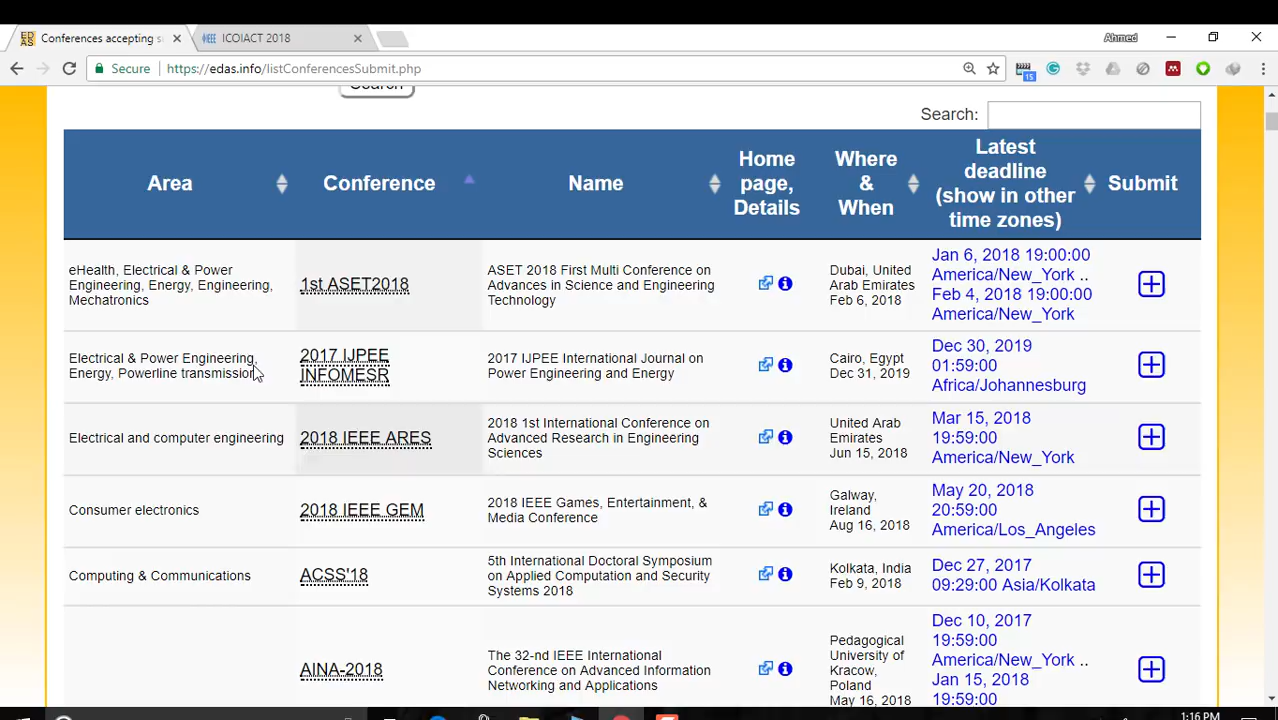 Conferences accepting s
ICOIACT 2018
Ahmed
Secure
https://edas.info/listConferencesSubmit.php
15
Search
Search:
Area
Conference
Name
Home
page,
Details
Where
&
When
Latest
deadline
(show in other
time zones)
Submit
eHealth, Electrical & Power
Engineering, Energy, Engineering,
Mechatronics
1st ASET2018
ASET 2018 First Multi Conference on
Advances in Science and Engineering
Technology
Dubai, United
Arab Emirates
Feb 6, 2018
Jan 6, 2018 19:00:00
America/New_York ..
Feb 4, 2018 19:00:00
America/New_York
Electrical & Power Engineering,
Energy, Powerline transmission
2017 IJPEE
INFOMESR
2017 IJPEE International Journal on
Power Engineering and Energy
Cairo, Egypt
Dec 31, 2019
Dec 30, 2019
01:59:00
Africa/Johannesburg
Electrical and computer engineering
2018 IEEE ARES
2018 1st International Conference on
Advanced Research in Engineering
Sciences
United Arab
Emirates
Jun 15, 2018
Mar 15, 2018
19:59:00
America/New_York
Consumer electronics
2018 IEEE GEM
2018 IEEE Games, Entertainment, &
Media Conference
Galway,
Ireland
Aug 16, 2018
May 20, 2018
20:59:00
America/Los_Angeles
Computing & Communications
ACSS'18
5th International Doctoral Symposium
on Applied Computation and Security
Systems 2018
Kolkata, India
Feb 9, 2018
Dec 27, 2017
09:29:00 Asia/Kolkata
AINA-2018
The 32-nd IEEE International
Conference on Advanced Information
Networking and Applications
Pedagogical
University of
Kracow,
Poland
May 16, 2018
Dec 10, 2017
19:59:00
America/New_York ..
Jan 15, 2018
19:59:00
1:16 PM